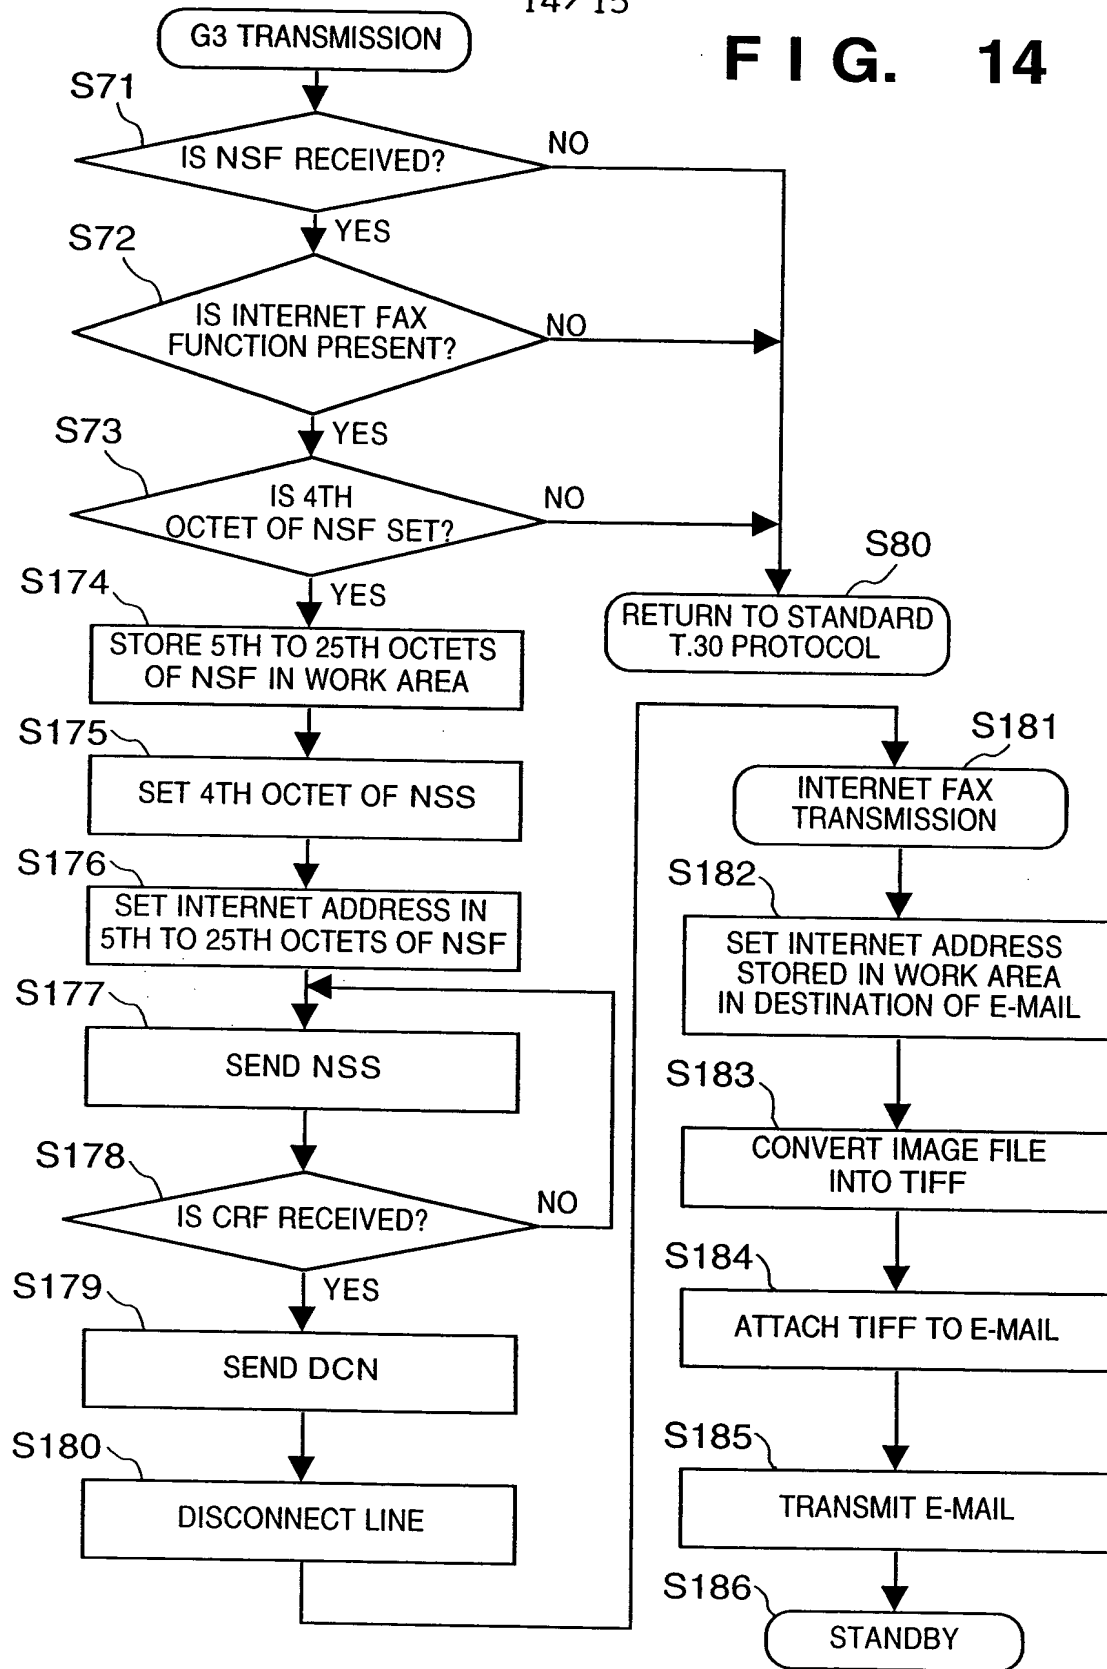 14/15
FIG. 14
G3 TRANSMISSION
S71
IS NSF RECEIVED?
NO
YES
S72
IS INTERNET FAX
FUNCTION PRESENT?
NO
YES
S73
IS 4TH
OCTET OF NSF SET?
NO
YES
S80
RETURN TO STANDARD
T.30 PROTOCOL
S174
STORE 5TH TO 25TH OCTETS
OF NSF IN WORK AREA
S175
SET 4TH OCTET OF NSS
S176
SET INTERNET ADDRESS IN
5TH TO 25TH OCTETS OF NSF
S177
SEND NSS
S178
IS CRF RECEIVED?
NO
YES
S179
SEND DCN
S180
DISCONNECT LINE
S181
INTERNET FAX
TRANSMISSION
S182
SET INTERNET ADDRESS
STORED IN WORK AREA
IN DESTINATION OF E-MAIL
S183
CONVERT IMAGE FILE
INTO TIFF
S184
ATTACH TIFF TO E-MAIL
S185
TRANSMIT E-MAIL
S186
STANDBY